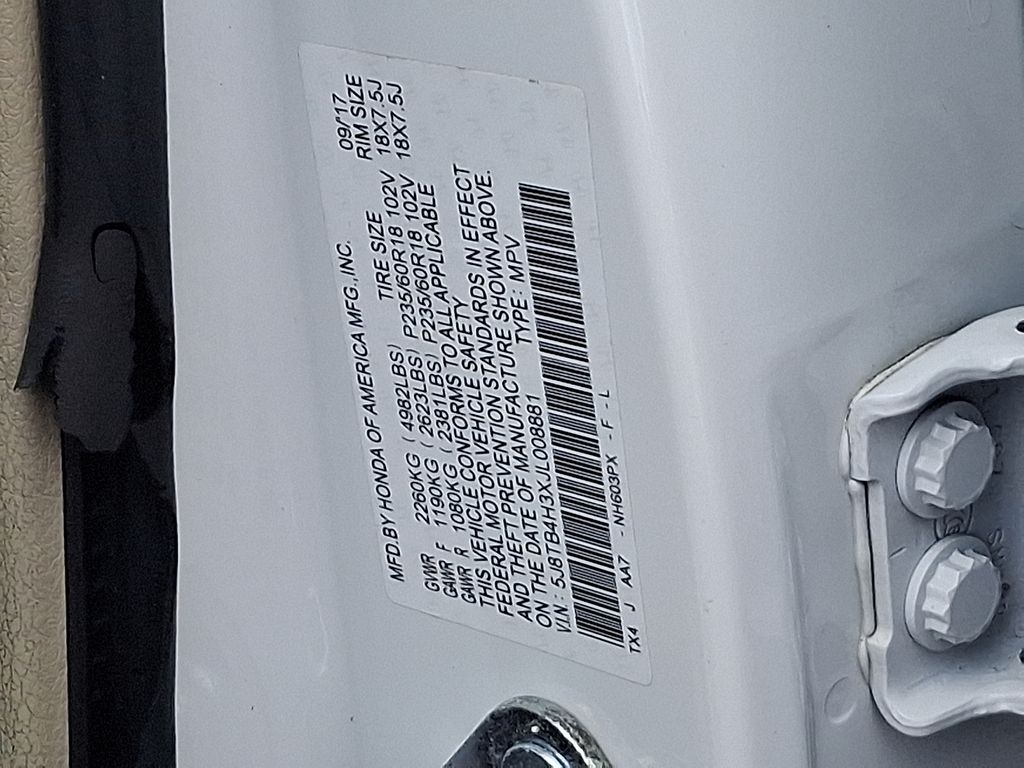 MFD.BY HONDA OF AMERICA MFG.,INC. 09/'17
TIRE SIZE RIM SIZE
GVWR 2260KG (4982LBS)
GAWR F 1190KG (2623LBS) P235/60R18 102V 18X7.5J
GAWR R 1080KG (2381LBS) P235/60R18 102V 18X7.5J
THIS VEHICLE CONFORMS TO ALL APPLICABLE
FEDERAL MOTOR VEHICLE SAFETY
AND THEFT PREVENTION STANDARDS IN EFFECT
ON THE DATE OF MANUFACTURE SHOWN ABOVE.
V.I.N.: 5J8TB4H3XJL008881 TYPE: MPV
TX4 J AA7 - NH603PX - F - L